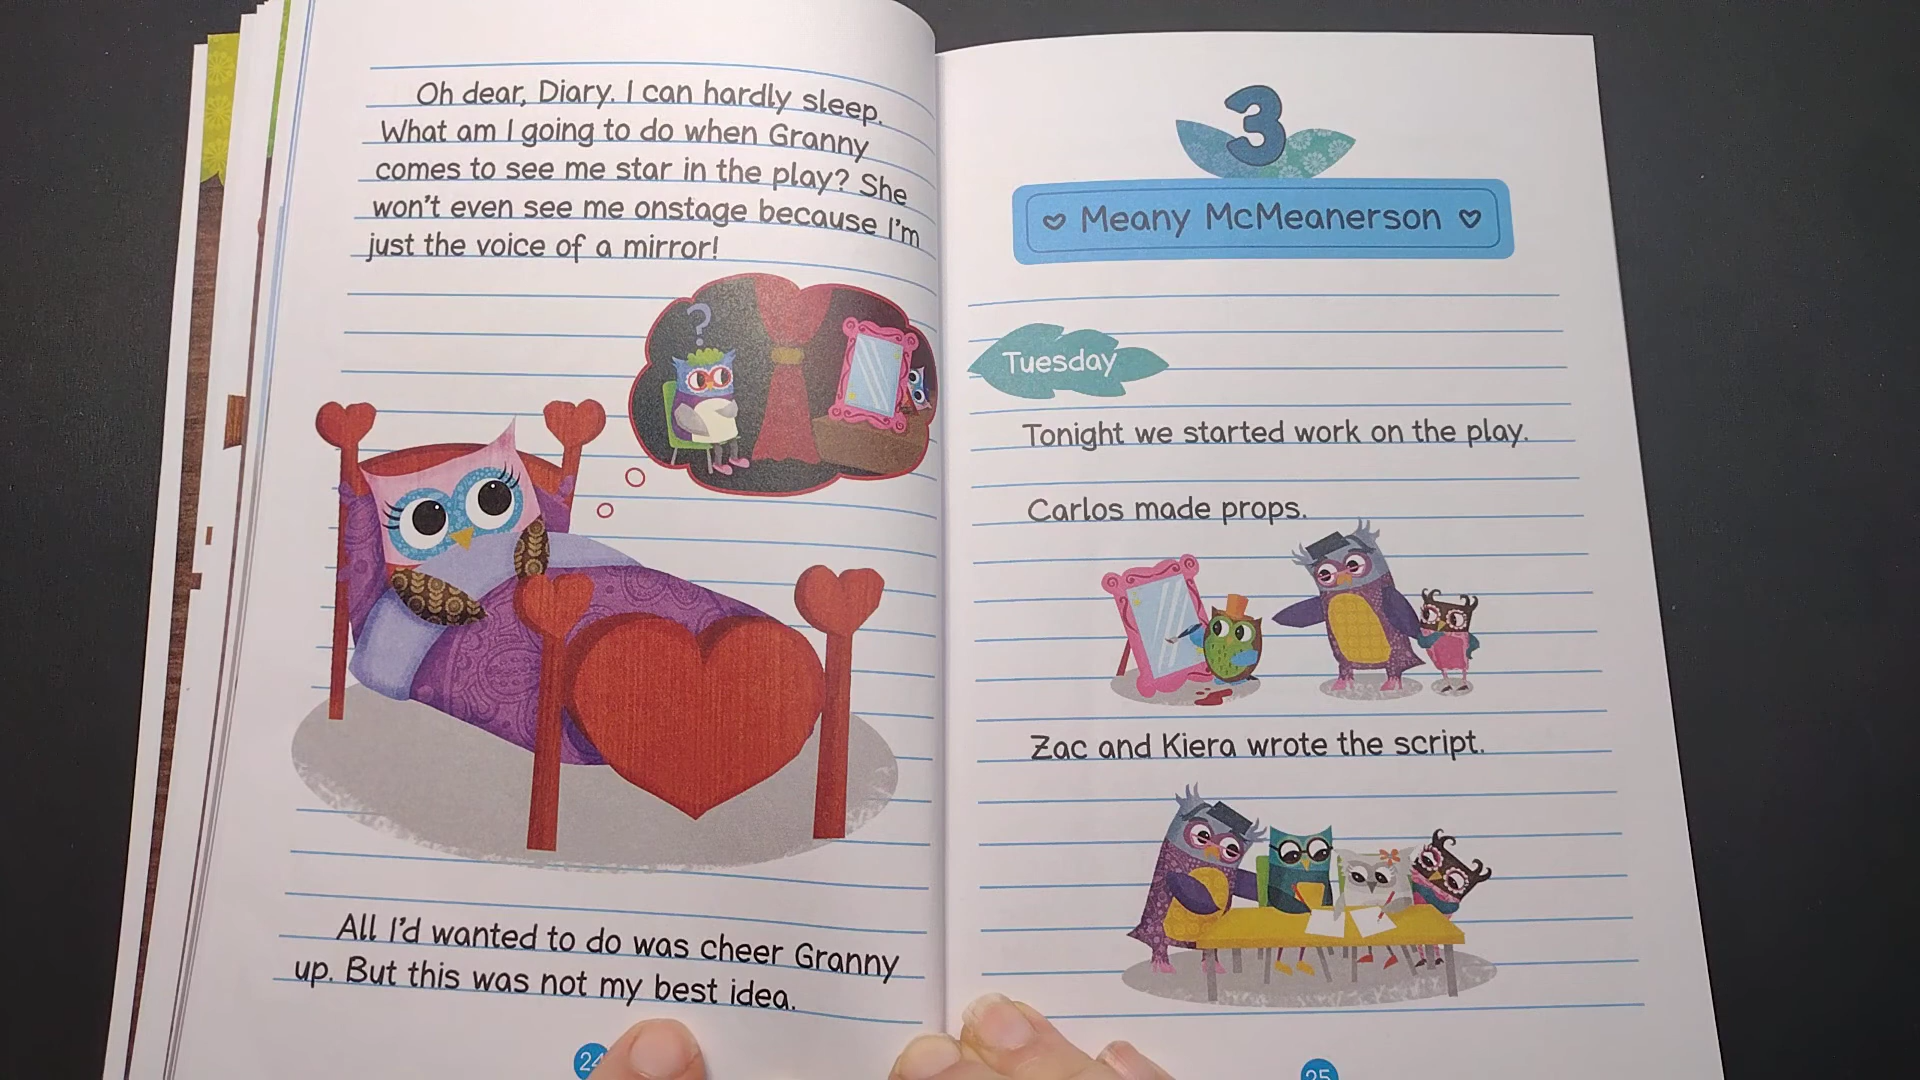 Oh dear, Diary. I can hardly sleep.
What am I going to do when Granny
comes to see me star in the play? She
won't even see me onstage because I'm
just the voice of a mirror!
?
All I'd wanted to do was cheer Granny
up. But this was not my best idea.
24
3
Meany McMeanerson
Tuesday
Tonight we started work on the play.
Carlos made props.
Zac and Kiera wrote the script.
25